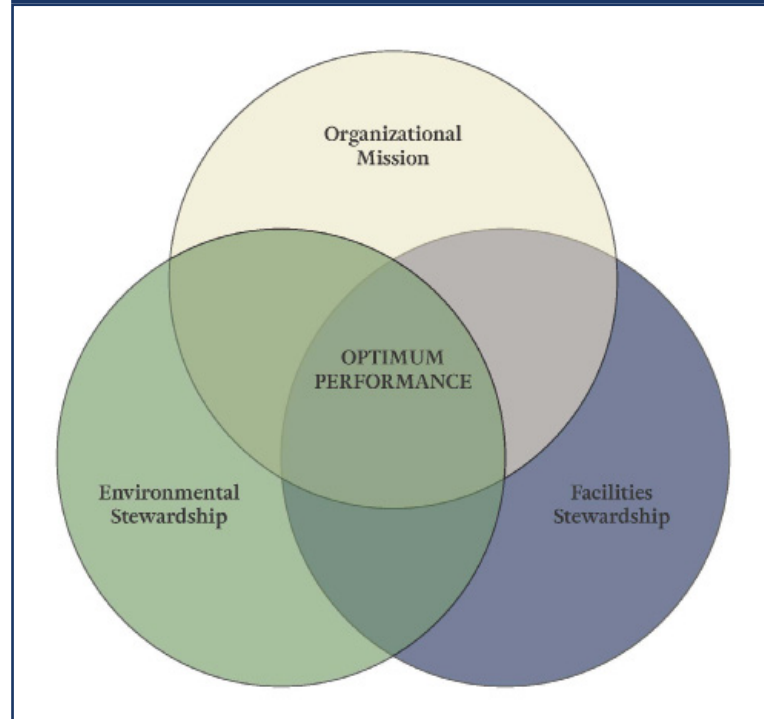 Organizational
Mission
OPTIMUM
PERFORMANCE
Environmental
Stewardship
Facilities
Stewardship